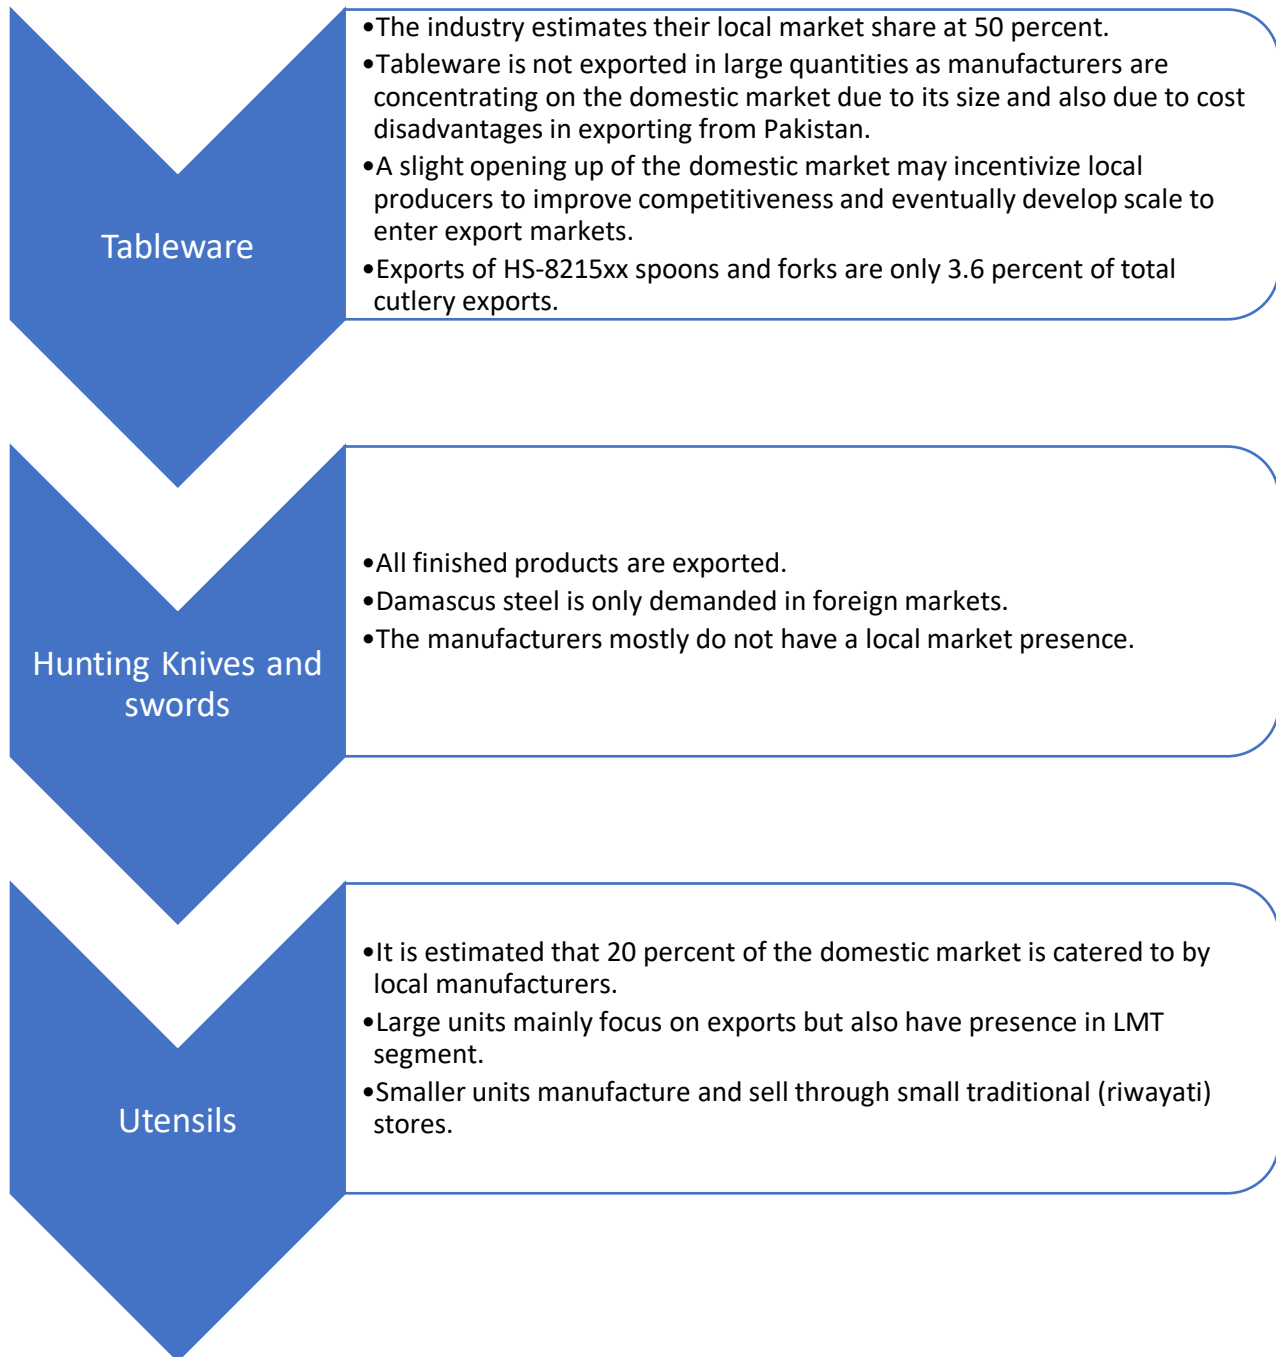 Tableware
•The industry estimates their local market share at 50 percent.
•Tableware is not exported in large quantities as manufacturers are
concentrating on the domestic market due to its size and also due to cost
disadvantages in exporting from Pakistan.
•A slight opening up of the domestic market may incentivize local
producers to improve competitiveness and eventually develop scale to
enter export markets.
•Exports of HS-8215xx spoons and forks are only 3.6 percent of total
cutlery exports.
Hunting Knives and
swords
•All finished products are exported.
•Damascus steel is only demanded in foreign markets.
•The manufacturers mostly do not have a local market presence.
Utensils
•It is estimated that 20 percent of the domestic market is catered to by
local manufacturers.
•Large units mainly focus on exports but also have presence in LMT
segment.
•Smaller units manufacture and sell through small traditional (riwayati)
stores.